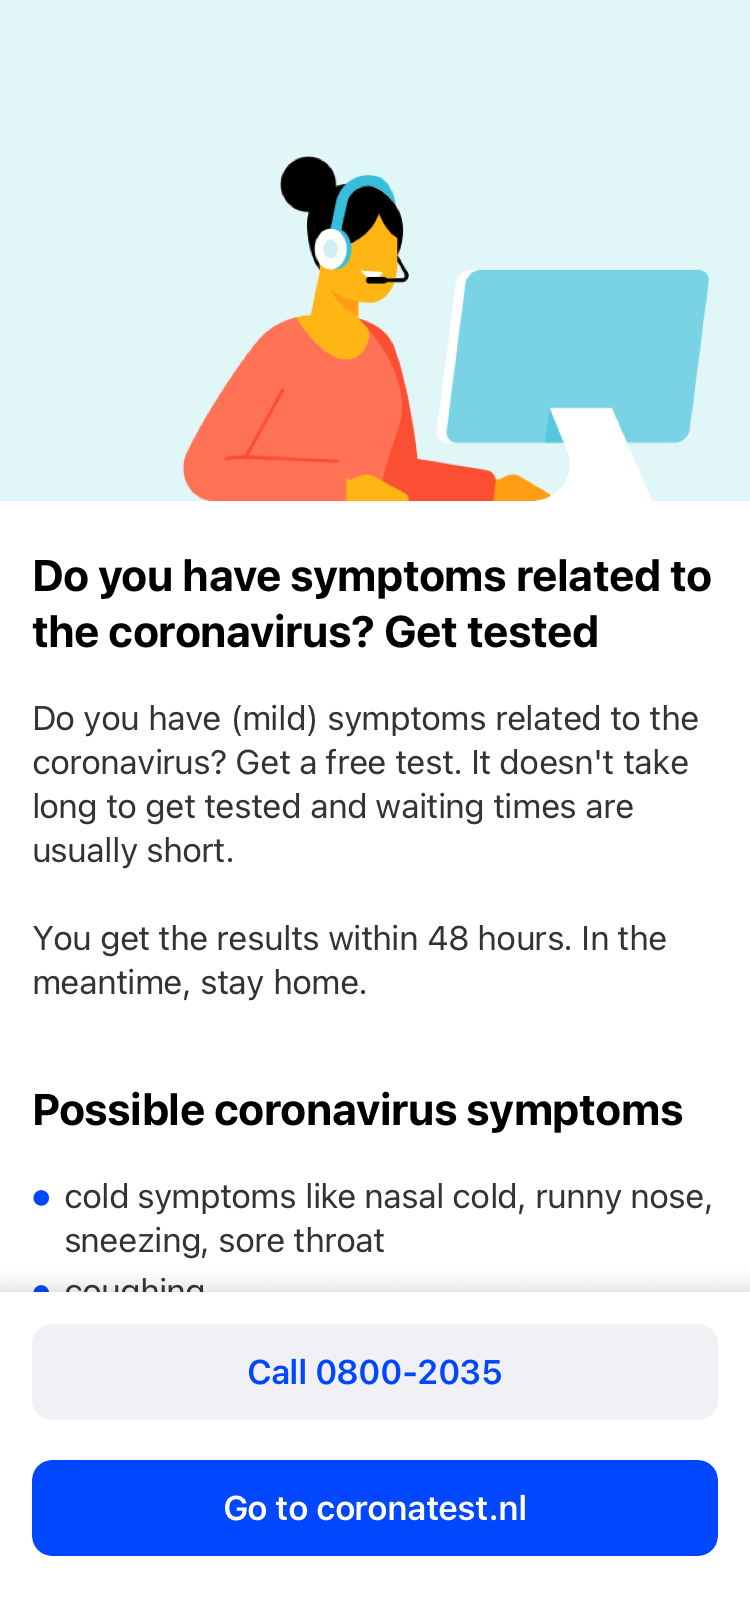 Do you have symptoms related to
the coronavirus? Get tested
Do you have (mild) symptoms related to the
coronavirus? Get a free test. It doesn't take
long to get tested and waiting times are
usually short.
You get the results within 48 hours. In the
meantime, stay home.
Possible coronavirus symptoms
cold symptoms like nasal cold, runny nose,
sneezing, sore throat
coughing
Call 0800-2035
Go to coronatest.nl